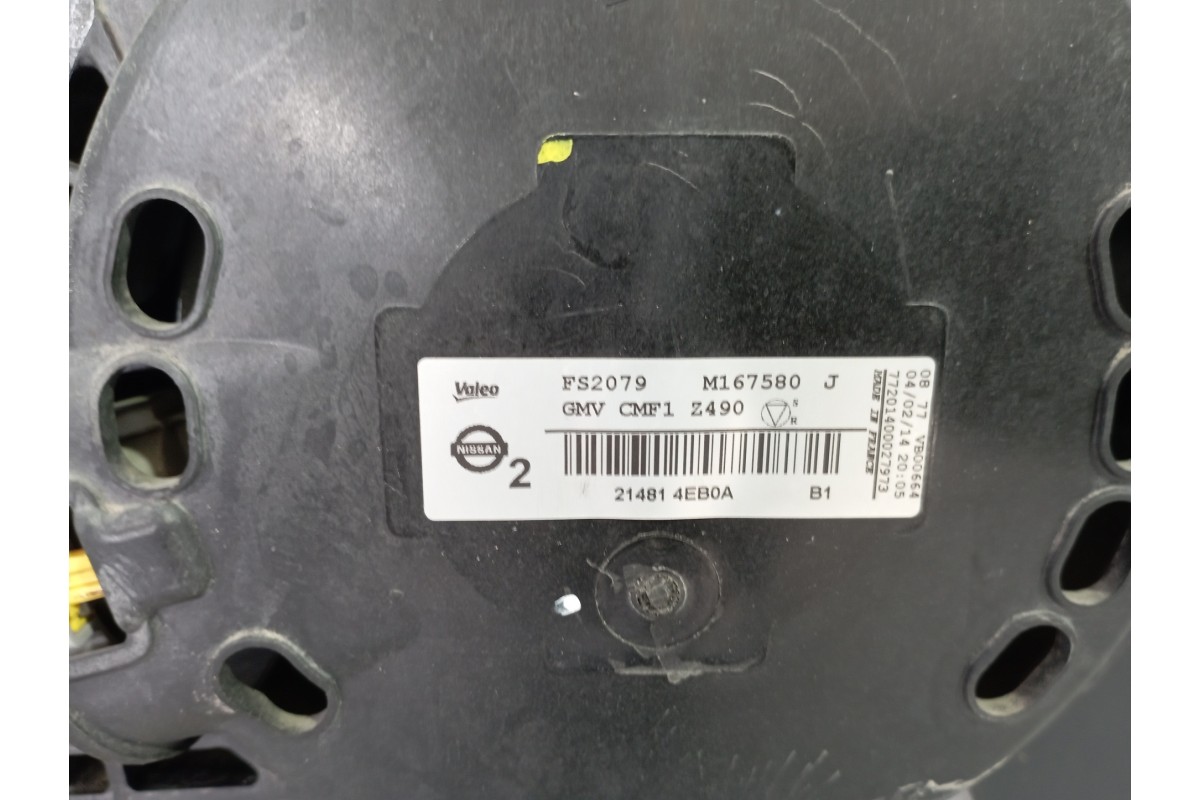 Valeo FS2079 M167580 J
GMV CMF1 Z490 S R
NISSAN 2
21481 4EB0A B1
08 77 VB00664
04/02/14 20:05
772014000027973
MADE IN FRANCE